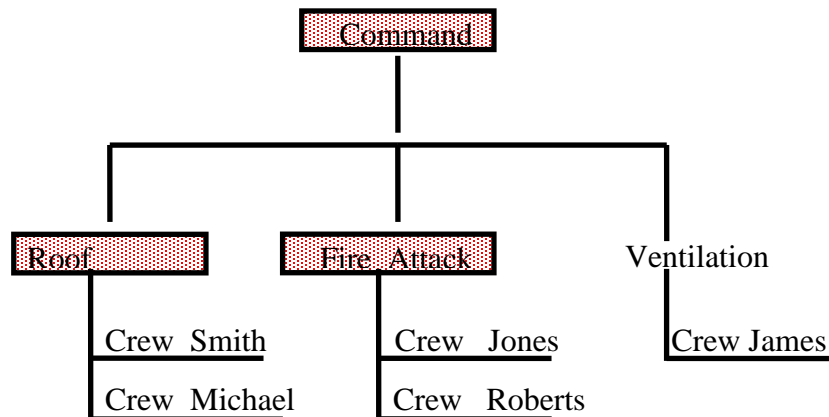 Command
Roof
Fire Attack
Ventilation
Crew Smith
Crew Jones
Crew James
Crew Michael
Crew Roberts